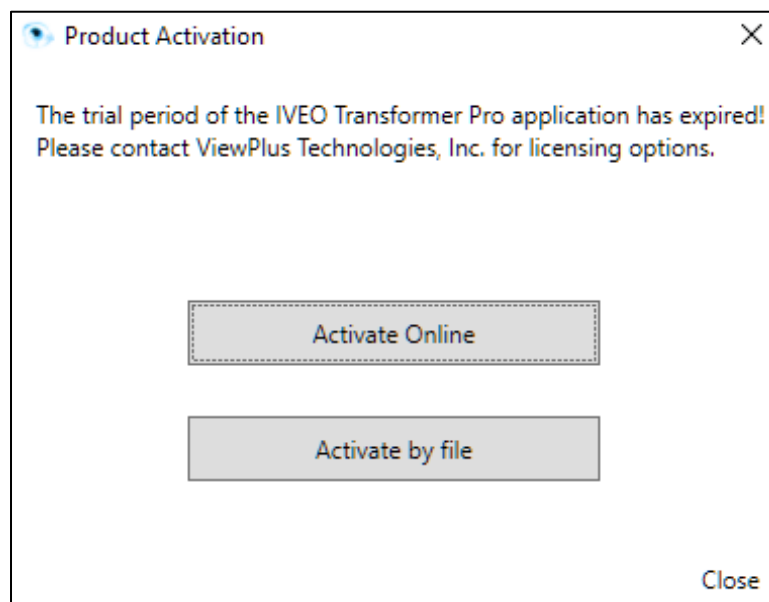 Product Activation
The trial period of the IVEO Transformer Pro application has expired!
Please contact ViewPlus Technologies, Inc. for licensing options.
Activate Online
Activate by file
Close